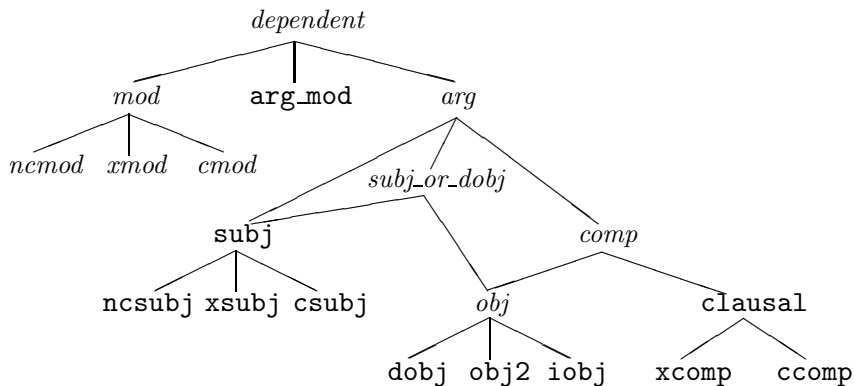 dependent
mod arg_mod arg
ncmod xmod cmod
subj_or_dobj
subj comp
ncsubj xsubj csubj obj clausal
dobj obj2 iobj xcomp ccomp